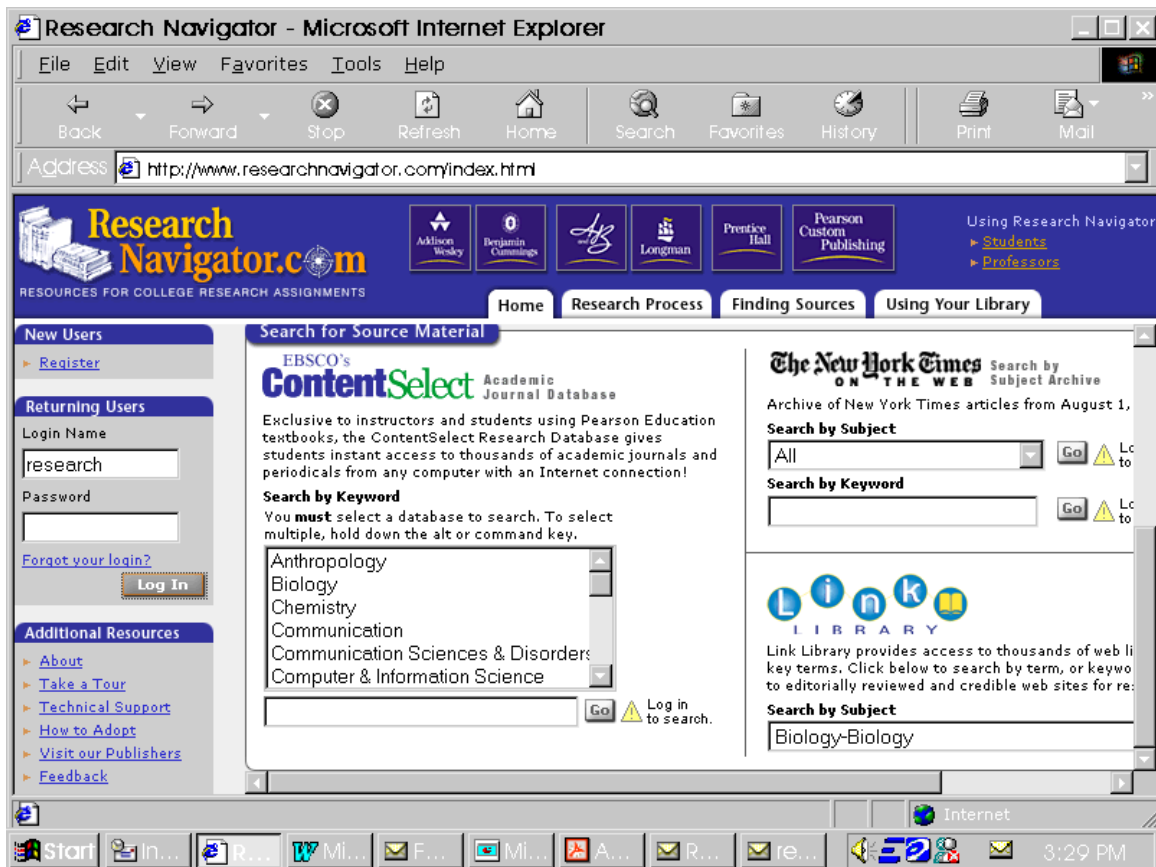 Research Navigator - Microsoft Internet Explorer
File Edit View Favorites Tools Help
Back Forward Stop Refresh Home Search Favorites History Print Mail »
Address http://www.researchnavigator.com/index.html
Research
Navigator.com
RESOURCES FOR COLLEGE RESEARCH ASSIGNMENTS
Addison
Wesley
Benjamin
Cummings
A and B
Longman
Prentice
Hall
Pearson
Custom
Publishing
Using Research Navigator
Students
Professors
Home Research Process Finding Sources Using Your Library
New Users
Register
Returning Users
Login Name
research
Password
Forgot your login?
Log In
Additional Resources
About
Take a Tour
Technical Support
How to Adopt
Visit our Publishers
Feedback
Search for Source Material
EBSCO's
ContentSelect Academic
Journal Database
Exclusive to instructors and students using Pearson Education
textbooks, the ContentSelect Research Database gives
students instant access to thousands of academic journals and
periodicals from any computer with an Internet connection!
Search by Keyword
You must select a database to search. To select
multiple, hold down the alt or command key.
Anthropology
Biology
Chemistry
Communication
Communication Sciences & Disorders
Computer & Information Science
Go Log in
to search.
The New York Times Search by
ON THE WEB Subject Archive
Archive of New York Times articles from August 1,
Search by Subject
All Go Lo
to
Search by Keyword
Go Lo
to
Link
LIBRARY
Link Library provides access to thousands of web li
key terms. Click below to search by term, or keywo
to editorially reviewed and credible web sites for re
Search by Subject
Biology-Biology
Internet
Start In... R... Mi... F... Mi... A... R... re... 3:29 PM